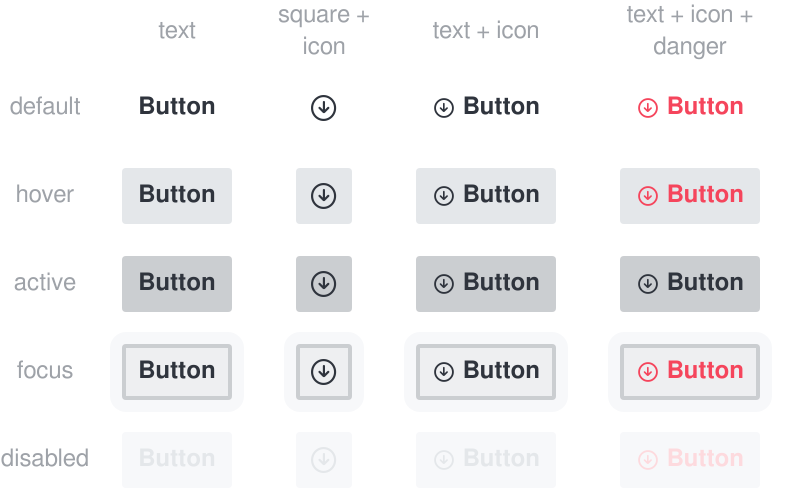 text
square +
icon
text + icon
text + icon +
danger
default
Button
Button
Button
hover
Button
Button
Button
active
Button
Button
Button
focus
Button
Button
Button
disabled
Button
Button
Button